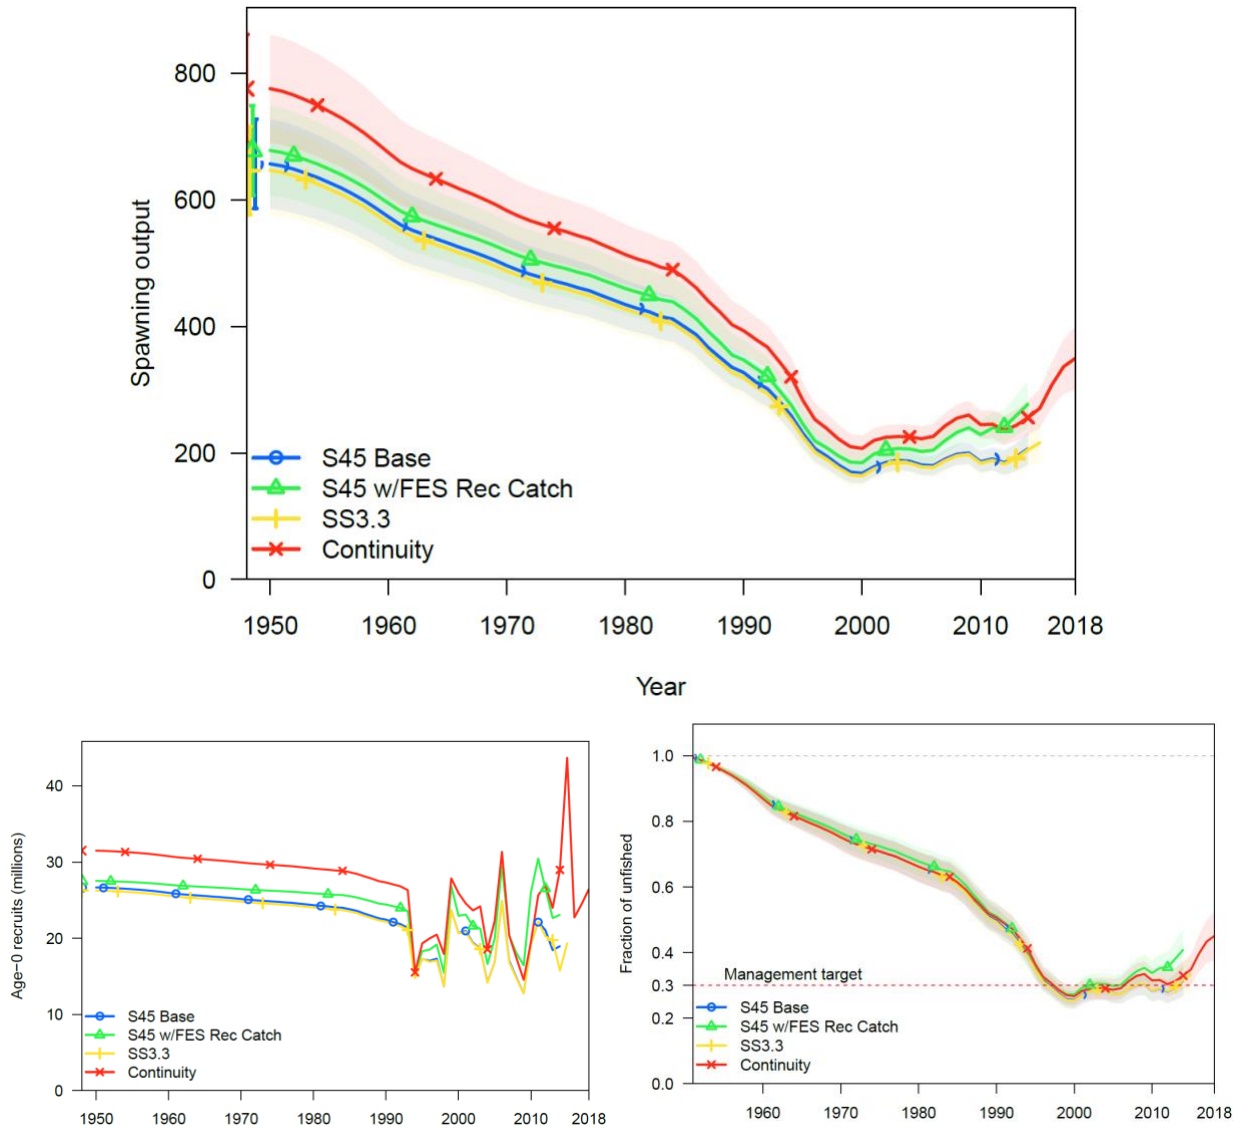 800
600
400
200
0
Spawning output
S45 Base
S45 w/FES Rec Catch
SS3.3
Continuity
1950 1960 1970 1980 1990 2000 2010 2018
Year
40
30
20
10
0
Age−0 recruits (millions)
S45 Base
S45 w/FES Rec Catch
SS3.3
Continuity
1950 1960 1970 1980 1990 2000 2010 2018
1.0
0.8
0.6
0.4
0.3
0.2
0.0
Fraction of unfished
Management target
S45 Base
S45 w/FES Rec Catch
SS3.3
Continuity
1960 1970 1980 1990 2000 2010 2018